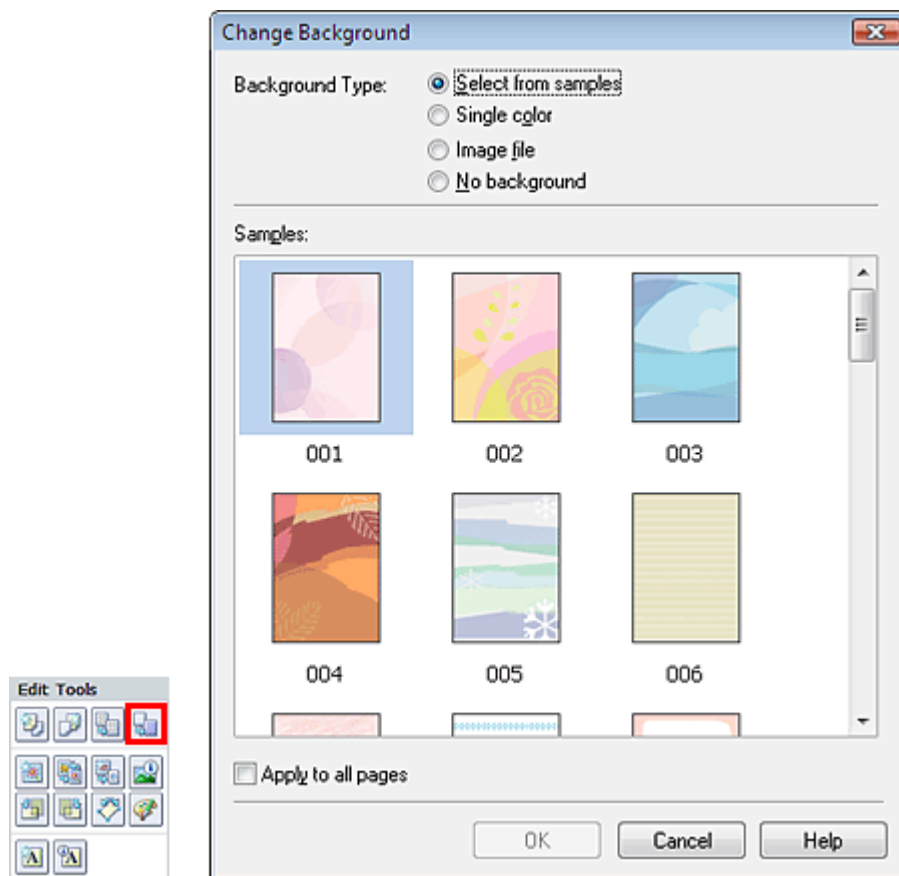 Change Background
Background Type:
Select from samples
Single color
Image file
No background
Samples:
001 002 003
004 005 006
Edit Tools
Apply to all pages
A A
OK Cancel Help